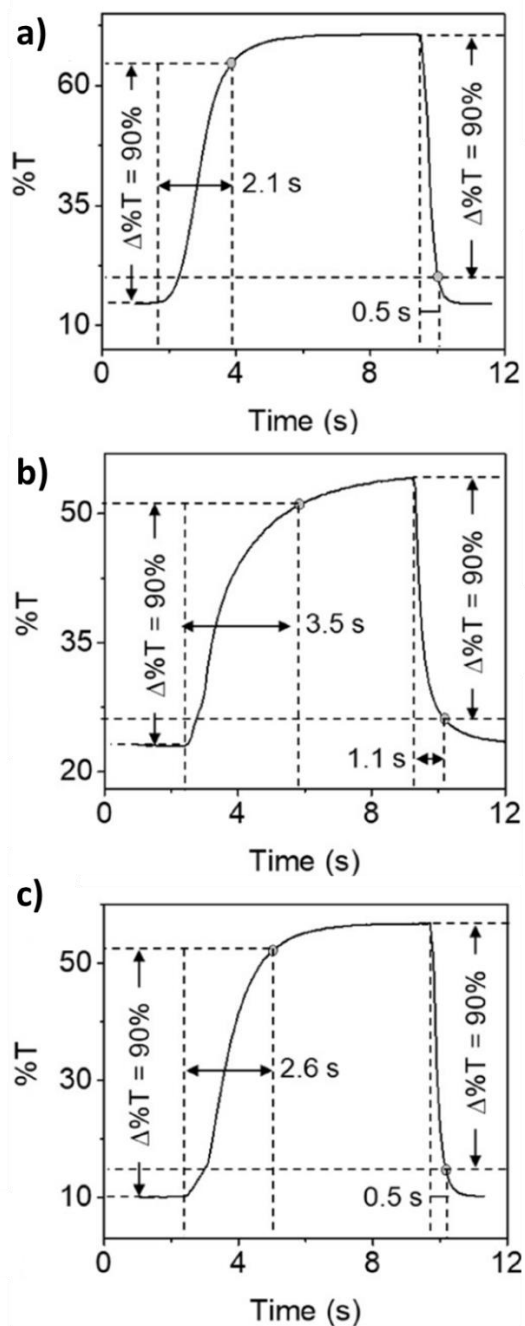 a)
60
35
10
%T
Δ%T = 90%
2.1 s
Δ%T = 90%
0.5 s
0 4 8 12
Time (s)
b)
50
35
20
%T
Δ%T = 90%
3.5 s
Δ%T = 90%
1.1 s
0 4 8 12
Time (s)
c)
50
30
10
%T
Δ%T = 90%
2.6 s
Δ%T = 90%
0.5 s
0 4 8 12
Time (s)